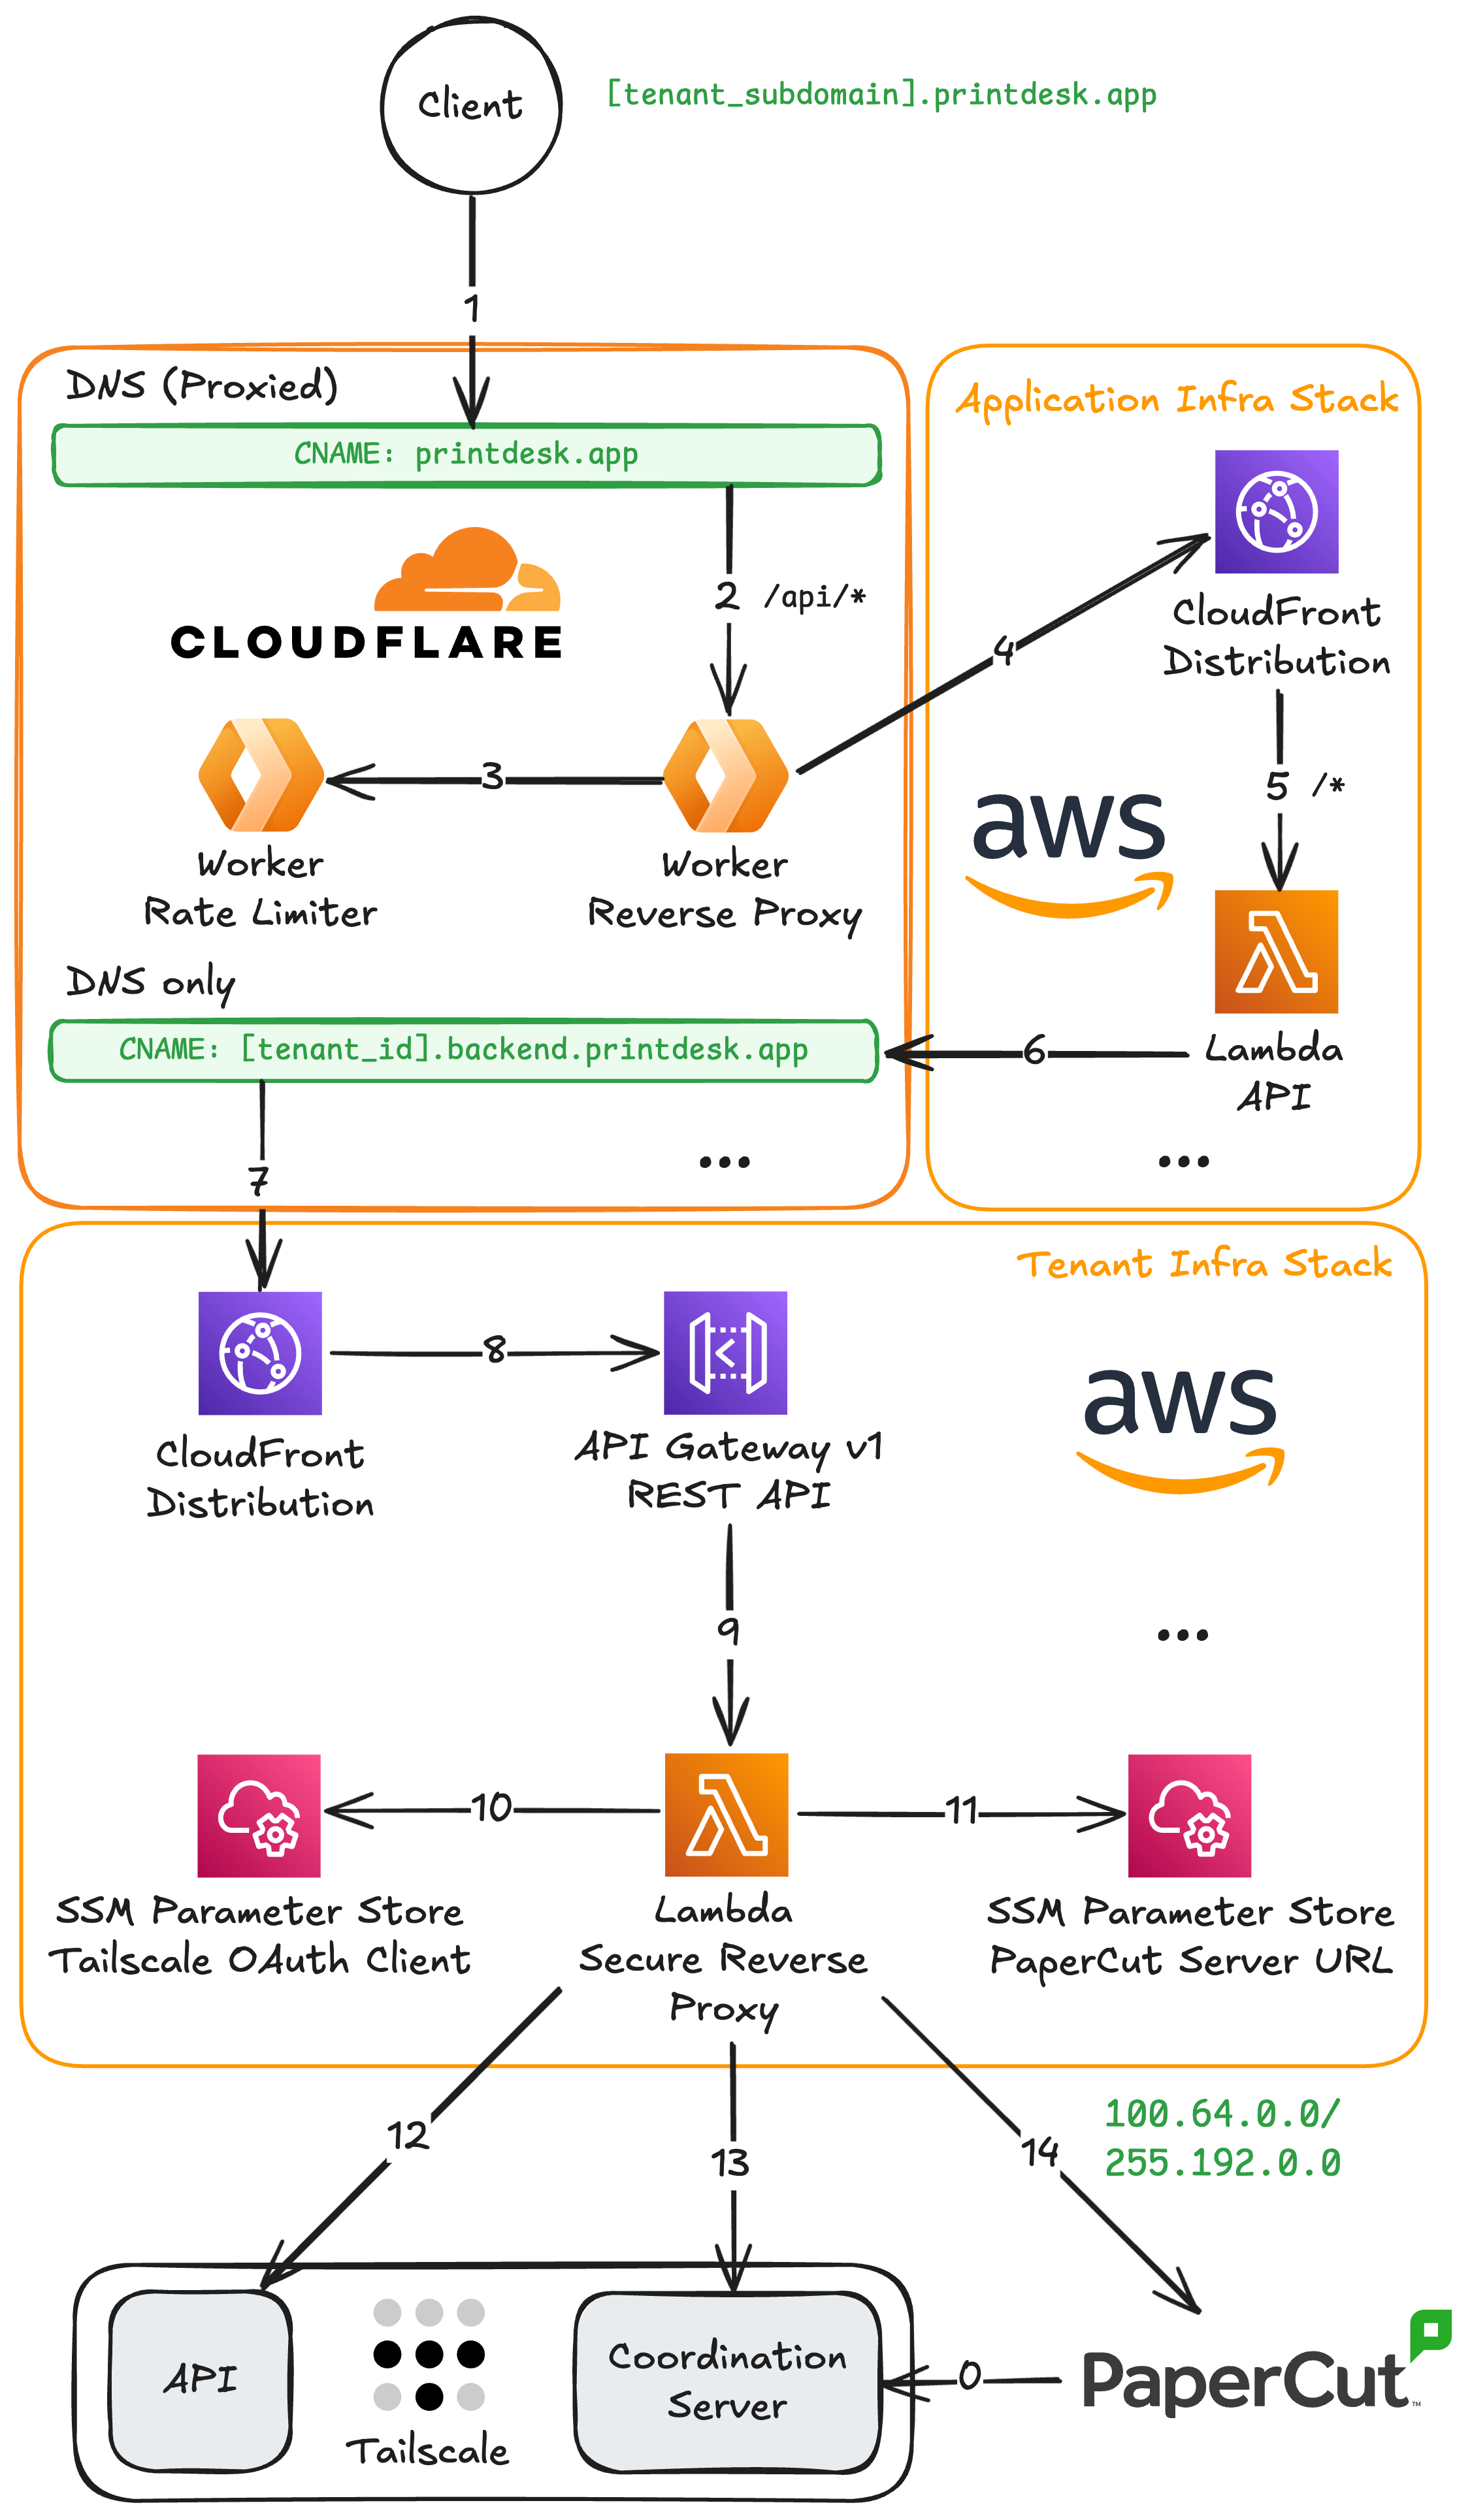 Client
[tenant_subdomain].printdesk.app
1
DNS (Proxied)
CNAME: printdesk.app
CLOUDFLARE
2 /api/*
3
Worker
Rate Limiter
Worker
Reverse Proxy
Application Infra Stack
4
CloudFront
Distribution
aws
5 /*
Lambda
API
6
...
DNS only
CNAME: [tenant_id].backend.printdesk.app
7
...
Tenant Infra Stack
8
CloudFront
Distribution
API Gateway v1
REST API
aws
9
...
10
11
SSM Parameter Store
Tailscale OAuth Client
Lambda
Secure Reverse
Proxy
SSM Parameter Store
PaperCut Server URL
12
13
14
100.64.0.0/
255.192.0.0
API
Tailscale
Coordination
Server
0
PaperCut™